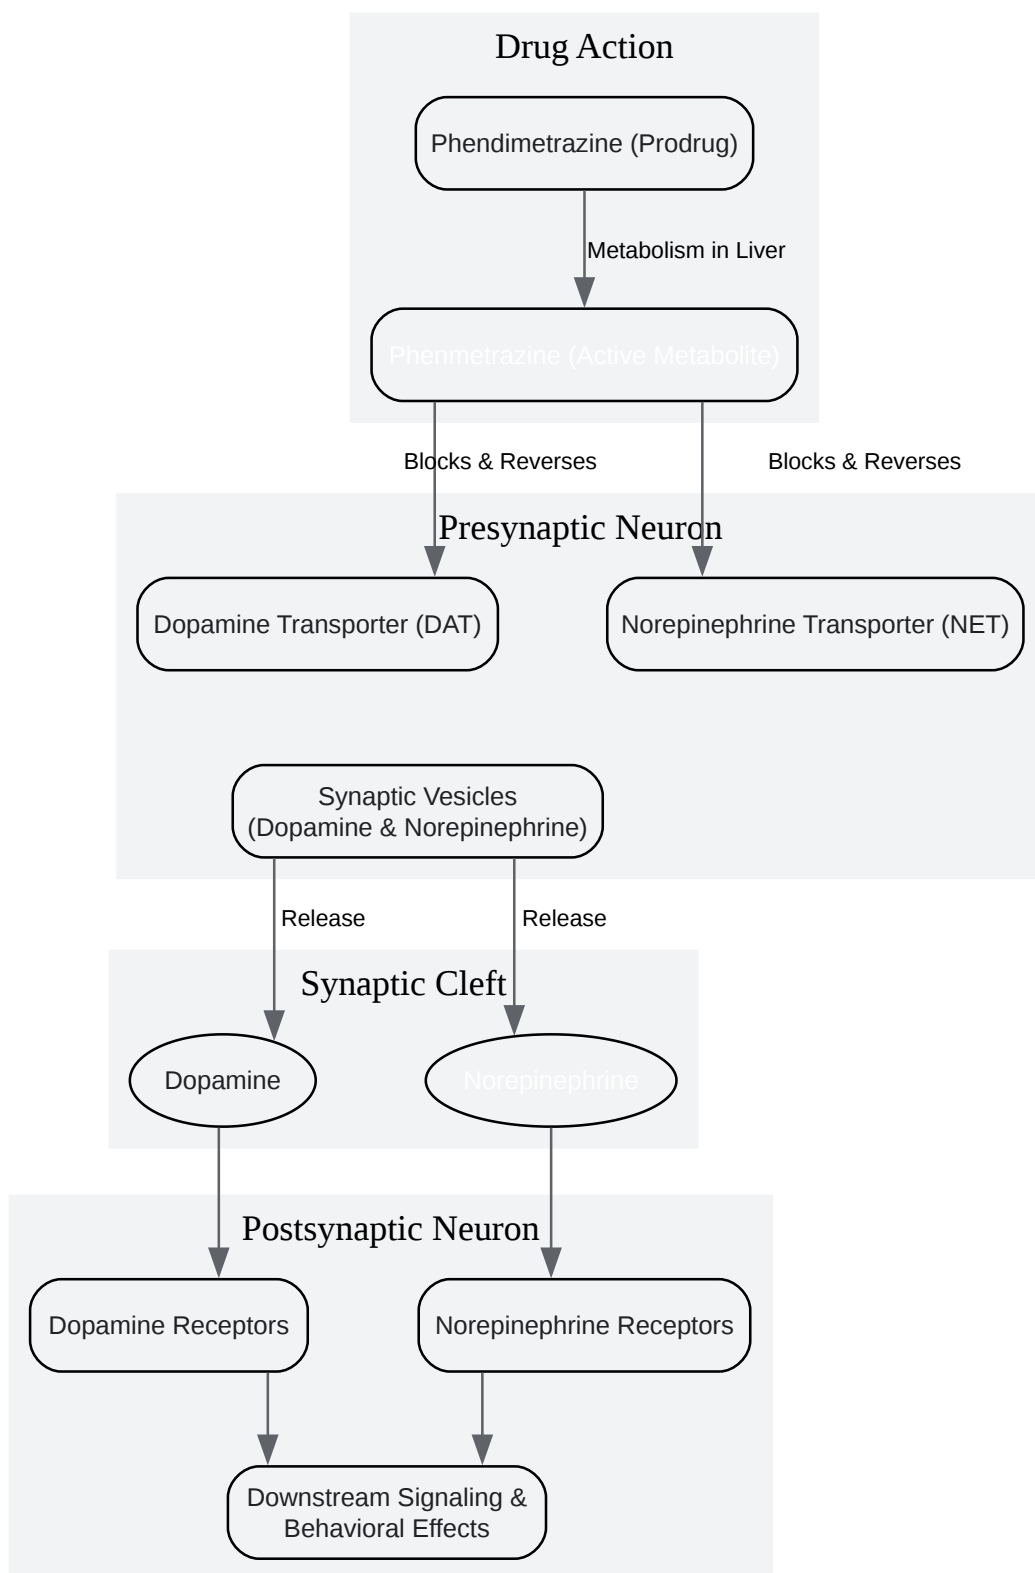 Drug Action
Phendimetrazine (Prodrug)
Metabolism in Liver
Phenmetrazine (Active Metabolite)
Blocks & Reverses
Blocks & Reverses
Presynaptic Neuron
Dopamine Transporter (DAT)
Norepinephrine Transporter (NET)
Synaptic Vesicles
(Dopamine & Norepinephrine)
Release
Release
Synaptic Cleft
Dopamine
Norepinephrine
Postsynaptic Neuron
Dopamine Receptors
Norepinephrine Receptors
Downstream Signaling &
Behavioral Effects